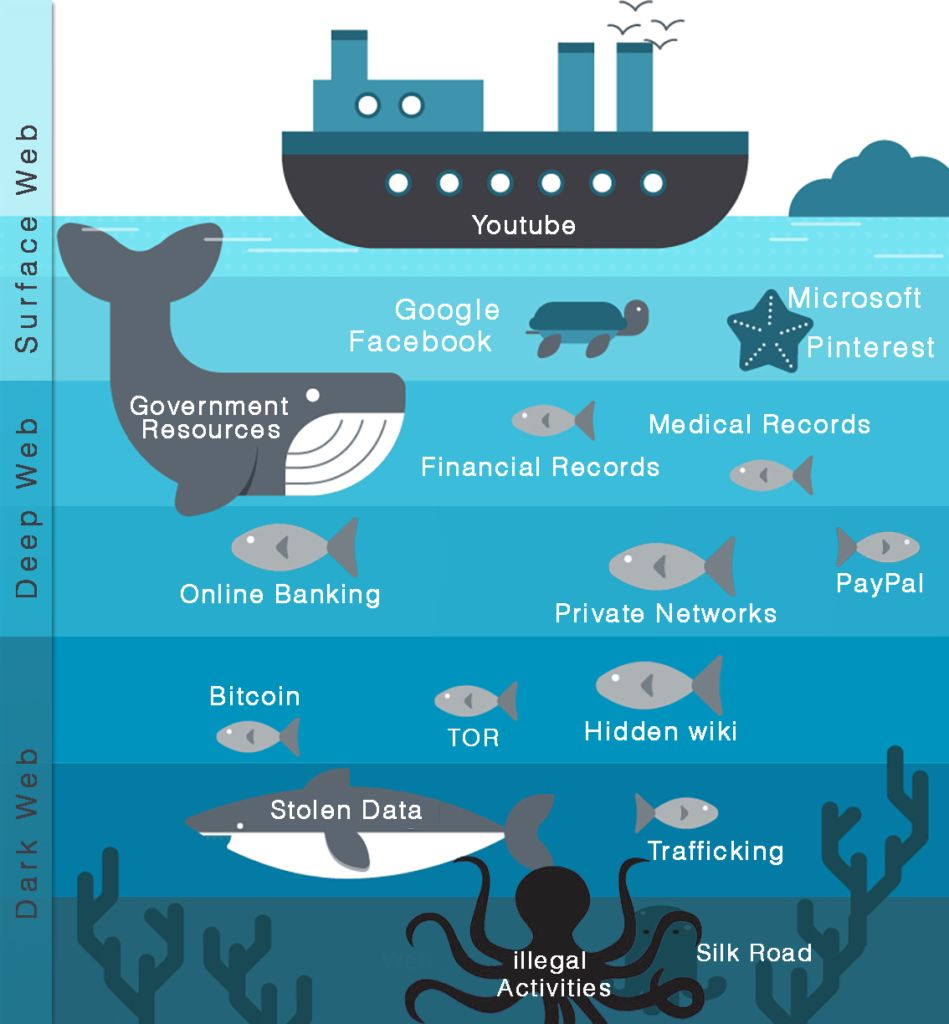 Surface Web
Youtube
Google
Facebook
Microsoft
Pinterest
Deep Web
Government
Resources
Medical Records
Financial Records
Online Banking
Private Networks
PayPal
Dark Web
Bitcoin
TOR
Hidden wiki
Stolen Data
Trafficking
illegal
Activities
Silk Road